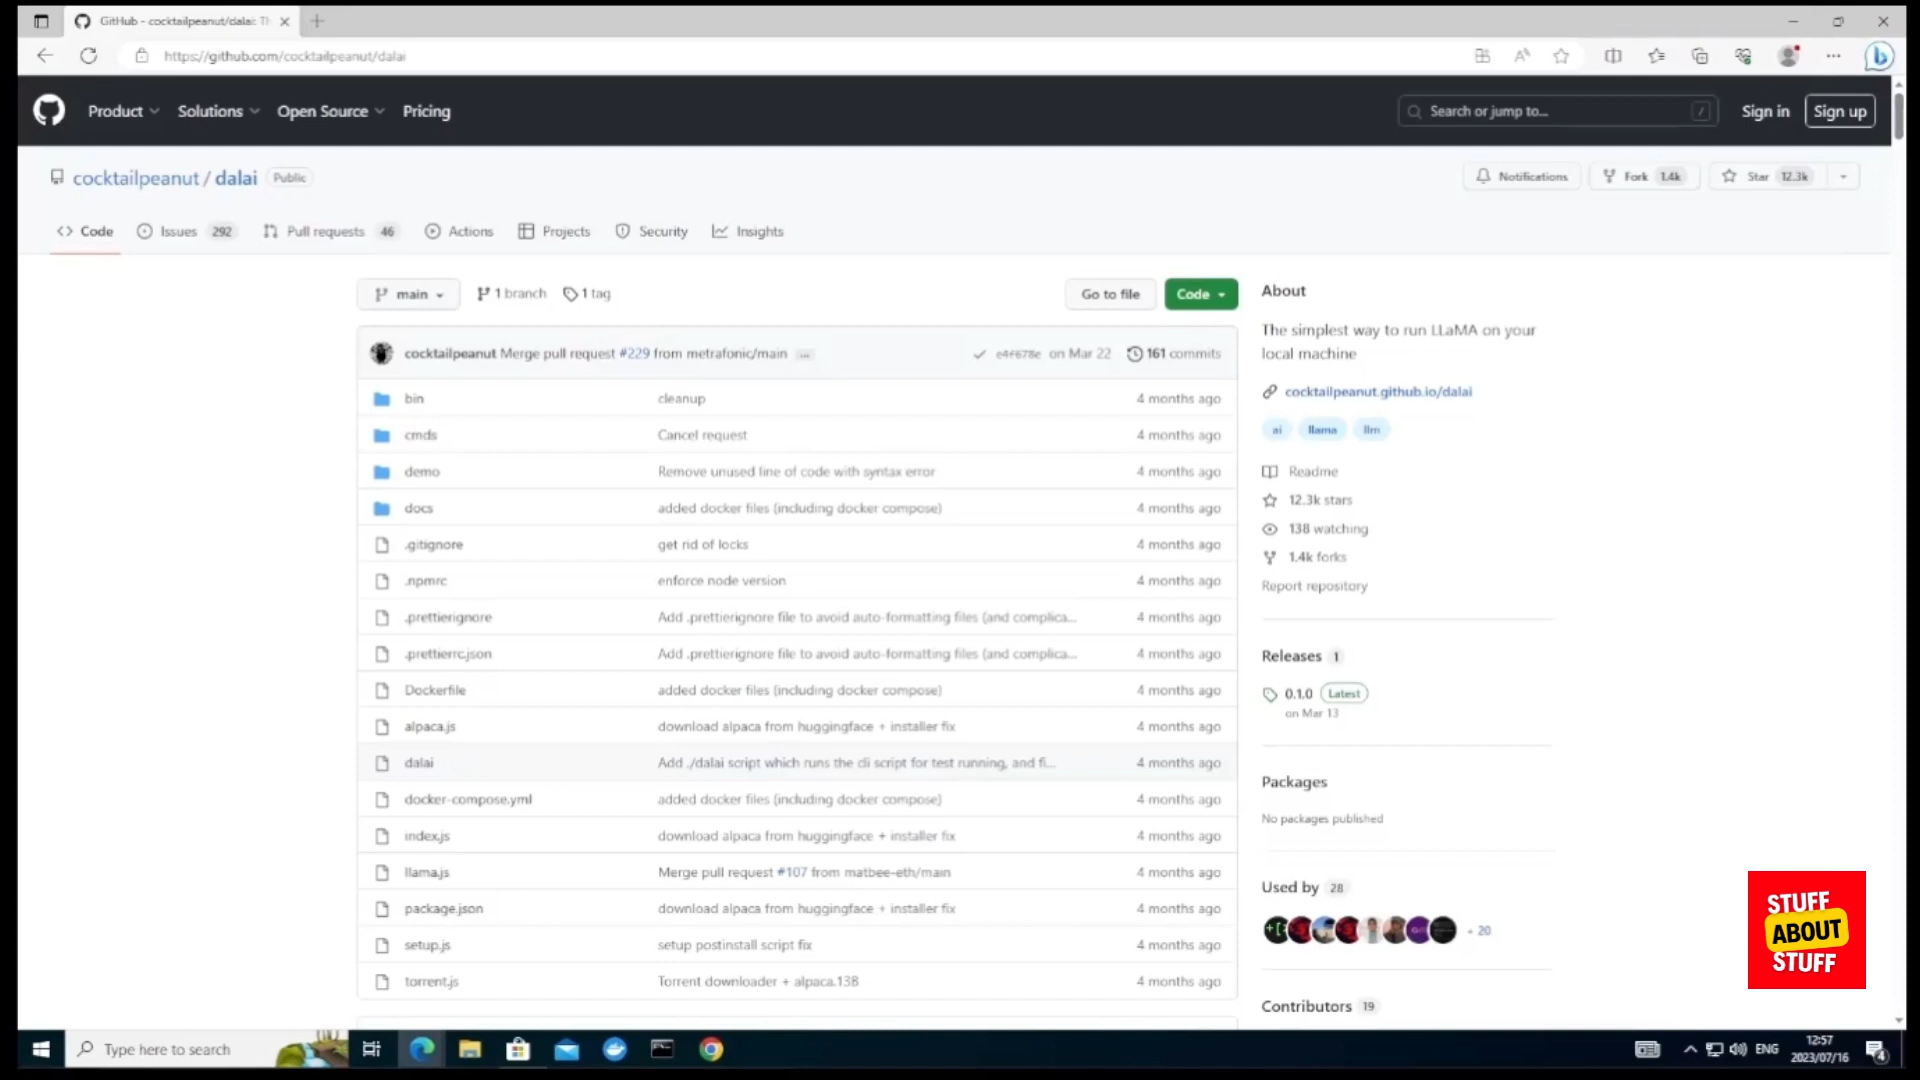 GitHub - cocktailpeanut/dalai: Th
https://github.com/cocktailpeanut/dalai
Product
Solutions
Open Source
Pricing
Search or jump to...
/
Sign in
Sign up
cocktailpeanut / dalai
Public
Notifications
Fork 1.4k
Star 12.3k
Code
Issues 292
Pull requests 46
Actions
Projects
Security
Insights
main
1 branch
1 tag
Go to file
Code
About
The simplest way to run LLaMA on your
local machine
cocktailpeanut.github.io/dalai
ai llama llm
Readme
12.3k stars
138 watching
1.4k forks
Report repository
Releases 1
0.1.0 Latest
on Mar 13
Packages
No packages published
Used by 28
+ 20
Contributors 19
cocktailpeanut Merge pull request #229 from metrafonic/main ...
e4f678e on Mar 22 161 commits
bin cleanup 4 months ago
cmds Cancel request 4 months ago
demo Remove unused line of code with syntax error 4 months ago
docs added docker files (including docker compose) 4 months ago
.gitignore get rid of locks 4 months ago
.npmrc enforce node version 4 months ago
.prettierignore Add .prettierignore file to avoid auto-formatting files (and complica... 4 months ago
.prettierrc.json Add .prettierignore file to avoid auto-formatting files (and complica... 4 months ago
Dockerfile added docker files (including docker compose) 4 months ago
alpaca.js download alpaca from huggingface + installer fix 4 months ago
dalai Add ./dalai script which runs the cli script for test running, and fi... 4 months ago
docker-compose.yml added docker files (including docker compose) 4 months ago
index.js download alpaca from huggingface + installer fix 4 months ago
llama.js Merge pull request #107 from matbee-eth/main 4 months ago
package.json download alpaca from huggingface + installer fix 4 months ago
setup.js setup postinstall script fix 4 months ago
torrent.js Torrent downloader + alpaca.13B 4 months ago
STUFF
ABOUT
STUFF
Type here to search
ENG
12:57
2023/07/16
4